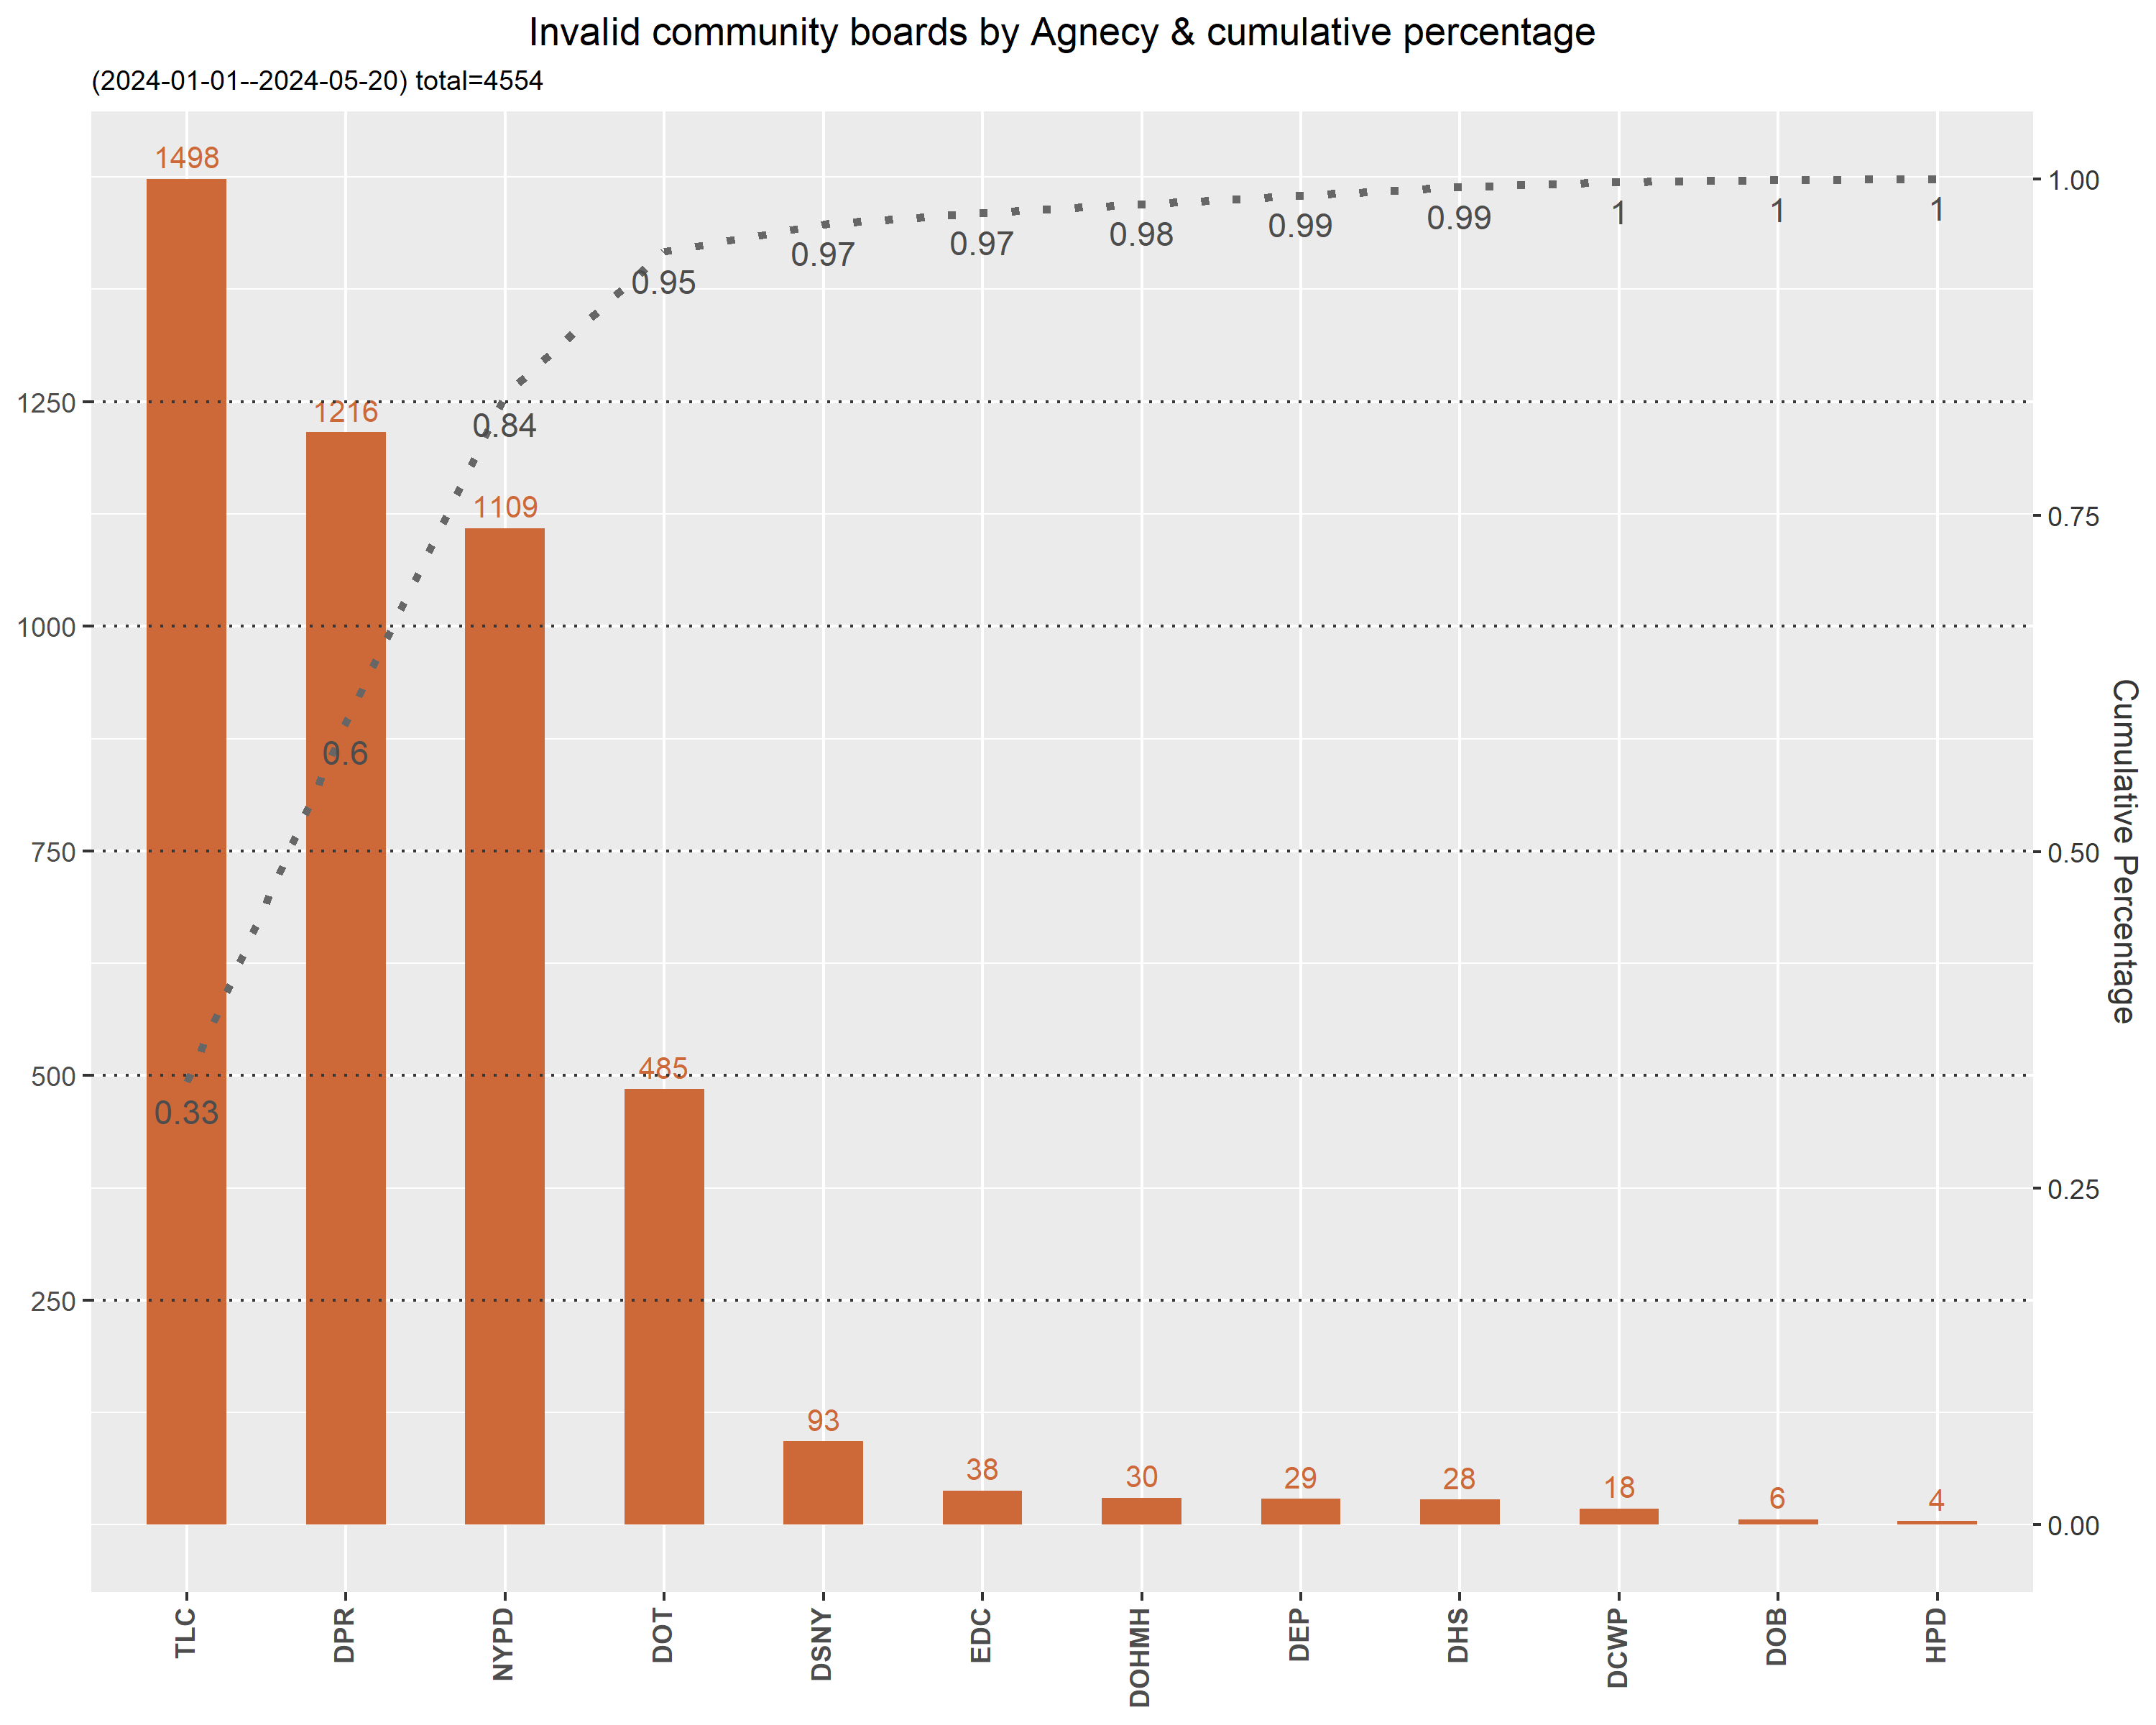 Invalid community boards by Agnecy & cumulative percentage
(2024-01-01--2024-05-20) total=4554
1498
1216
1109
485
93
38
30
29
28
18
6
4
0.33
0.6
0.84
0.95
0.97
0.97
0.98
0.99
0.99
1
1
1
1250
1000
750
500
250
1.00
0.75
0.50
0.25
0.00
Cumulative Percentage
TLC
DPR
NYPD
DOT
DSNY
EDC
DOHMH
DEP
DHS
DCWP
DOB
HPD